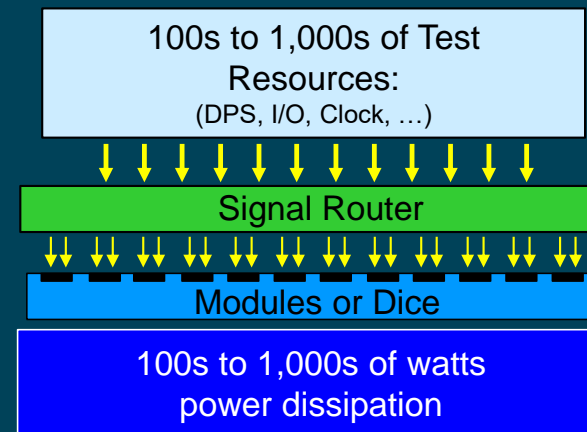 100s to 1,000s of Test
Resources:
(DPS, I/O, Clock, …)
Signal Router
Modules or Dice
100s to 1,000s of watts
power dissipation